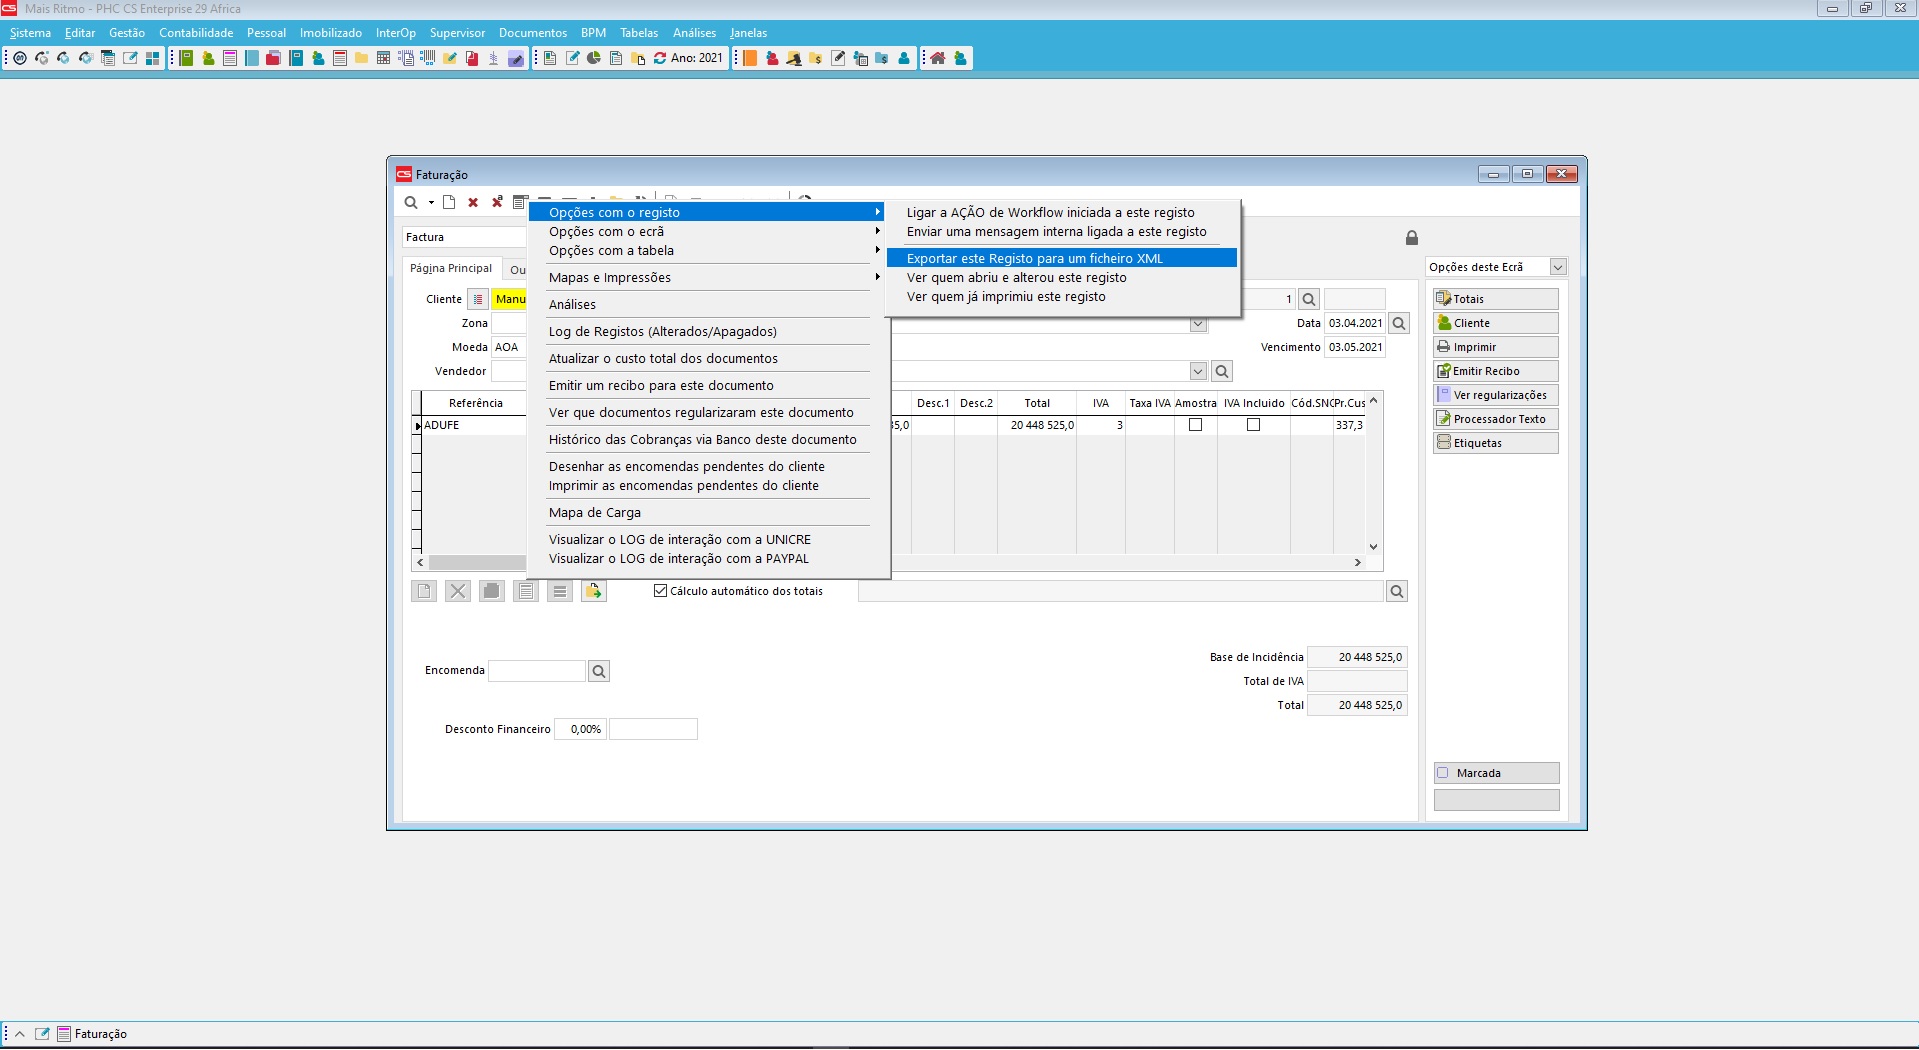 CS Mais Ritmo - PHC CS Enterprise 29 Africa
Sistema Editar Gestão Contabilidade Pessoal Imobilizado InterOp Supervisor Documentos BPM Tabelas Análises Janelas
Ano: 2021
CS Faturação
Factura
Página Principal Ou
Cliente Manu
Zona
Moeda AOA
Vendedor
Opções com o registo
Opções com o ecrã
Opções com a tabela
Mapas e Impressões
Análises
Log de Registos (Alterados/Apagados)
Atualizar o custo total dos documentos
Emitir um recibo para este documento
Ver que documentos regularizaram este documento
Histórico das Cobranças via Banco deste documento
Desenhar as encomendas pendentes do cliente
Imprimir as encomendas pendentes do cliente
Mapa de Carga
Visualizar o LOG de interação com a UNICRE
Visualizar o LOG de interação com a PAYPAL
Ligar a AÇÃO de Workflow iniciada a este registo
Enviar uma mensagem interna ligada a este registo
Exportar este Registo para um ficheiro XML
Ver quem abriu e alterou este registo
Ver quem já imprimiu este registo
1
Data 03.04.2021
Vencimento 03.05.2021
Referência Desc.1 Desc.2 Total IVA Taxa IVA Amostra IVA Incluido Cód.SNC Pr.Cus
ADUFE 5,0 20 448 525,0 3 337,3
Cálculo automático dos totais
Encomenda
Desconto Financeiro 0,00%
Base de Incidência 20 448 525,0
Total de IVA
Total 20 448 525,0
Opções deste Ecrã
Totais
Cliente
Imprimir
Emitir Recibo
Ver regularizações
Processador Texto
Etiquetas
Marcada
Faturação